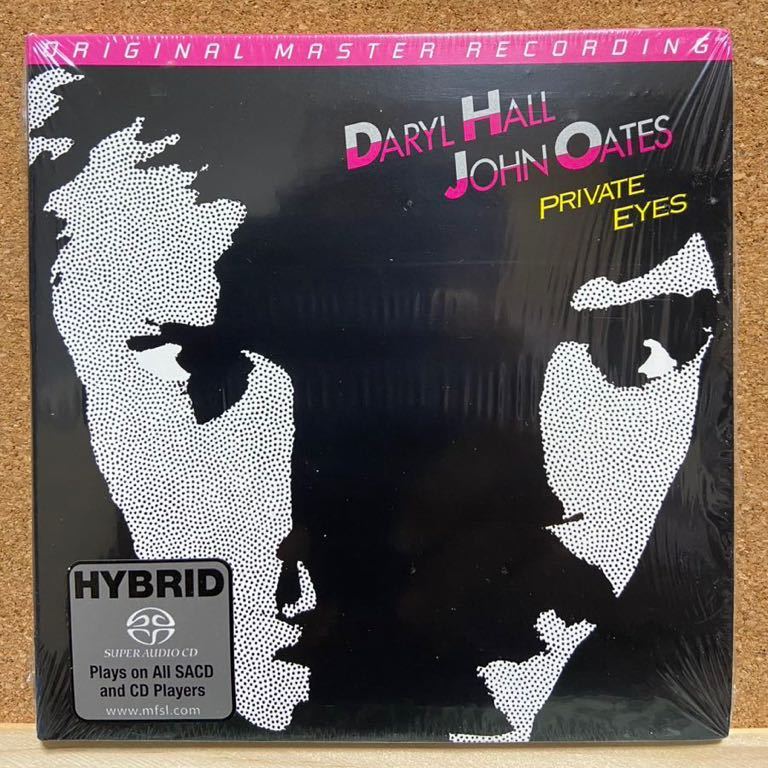 ORIGINAL MASTER RECORDING
DARYL HALL
JOHN OATES
PRIVATE
EYES
HYBRID
SUPER AUDIO CD
Plays on All SACD
and CD Players
www.mfsl.com